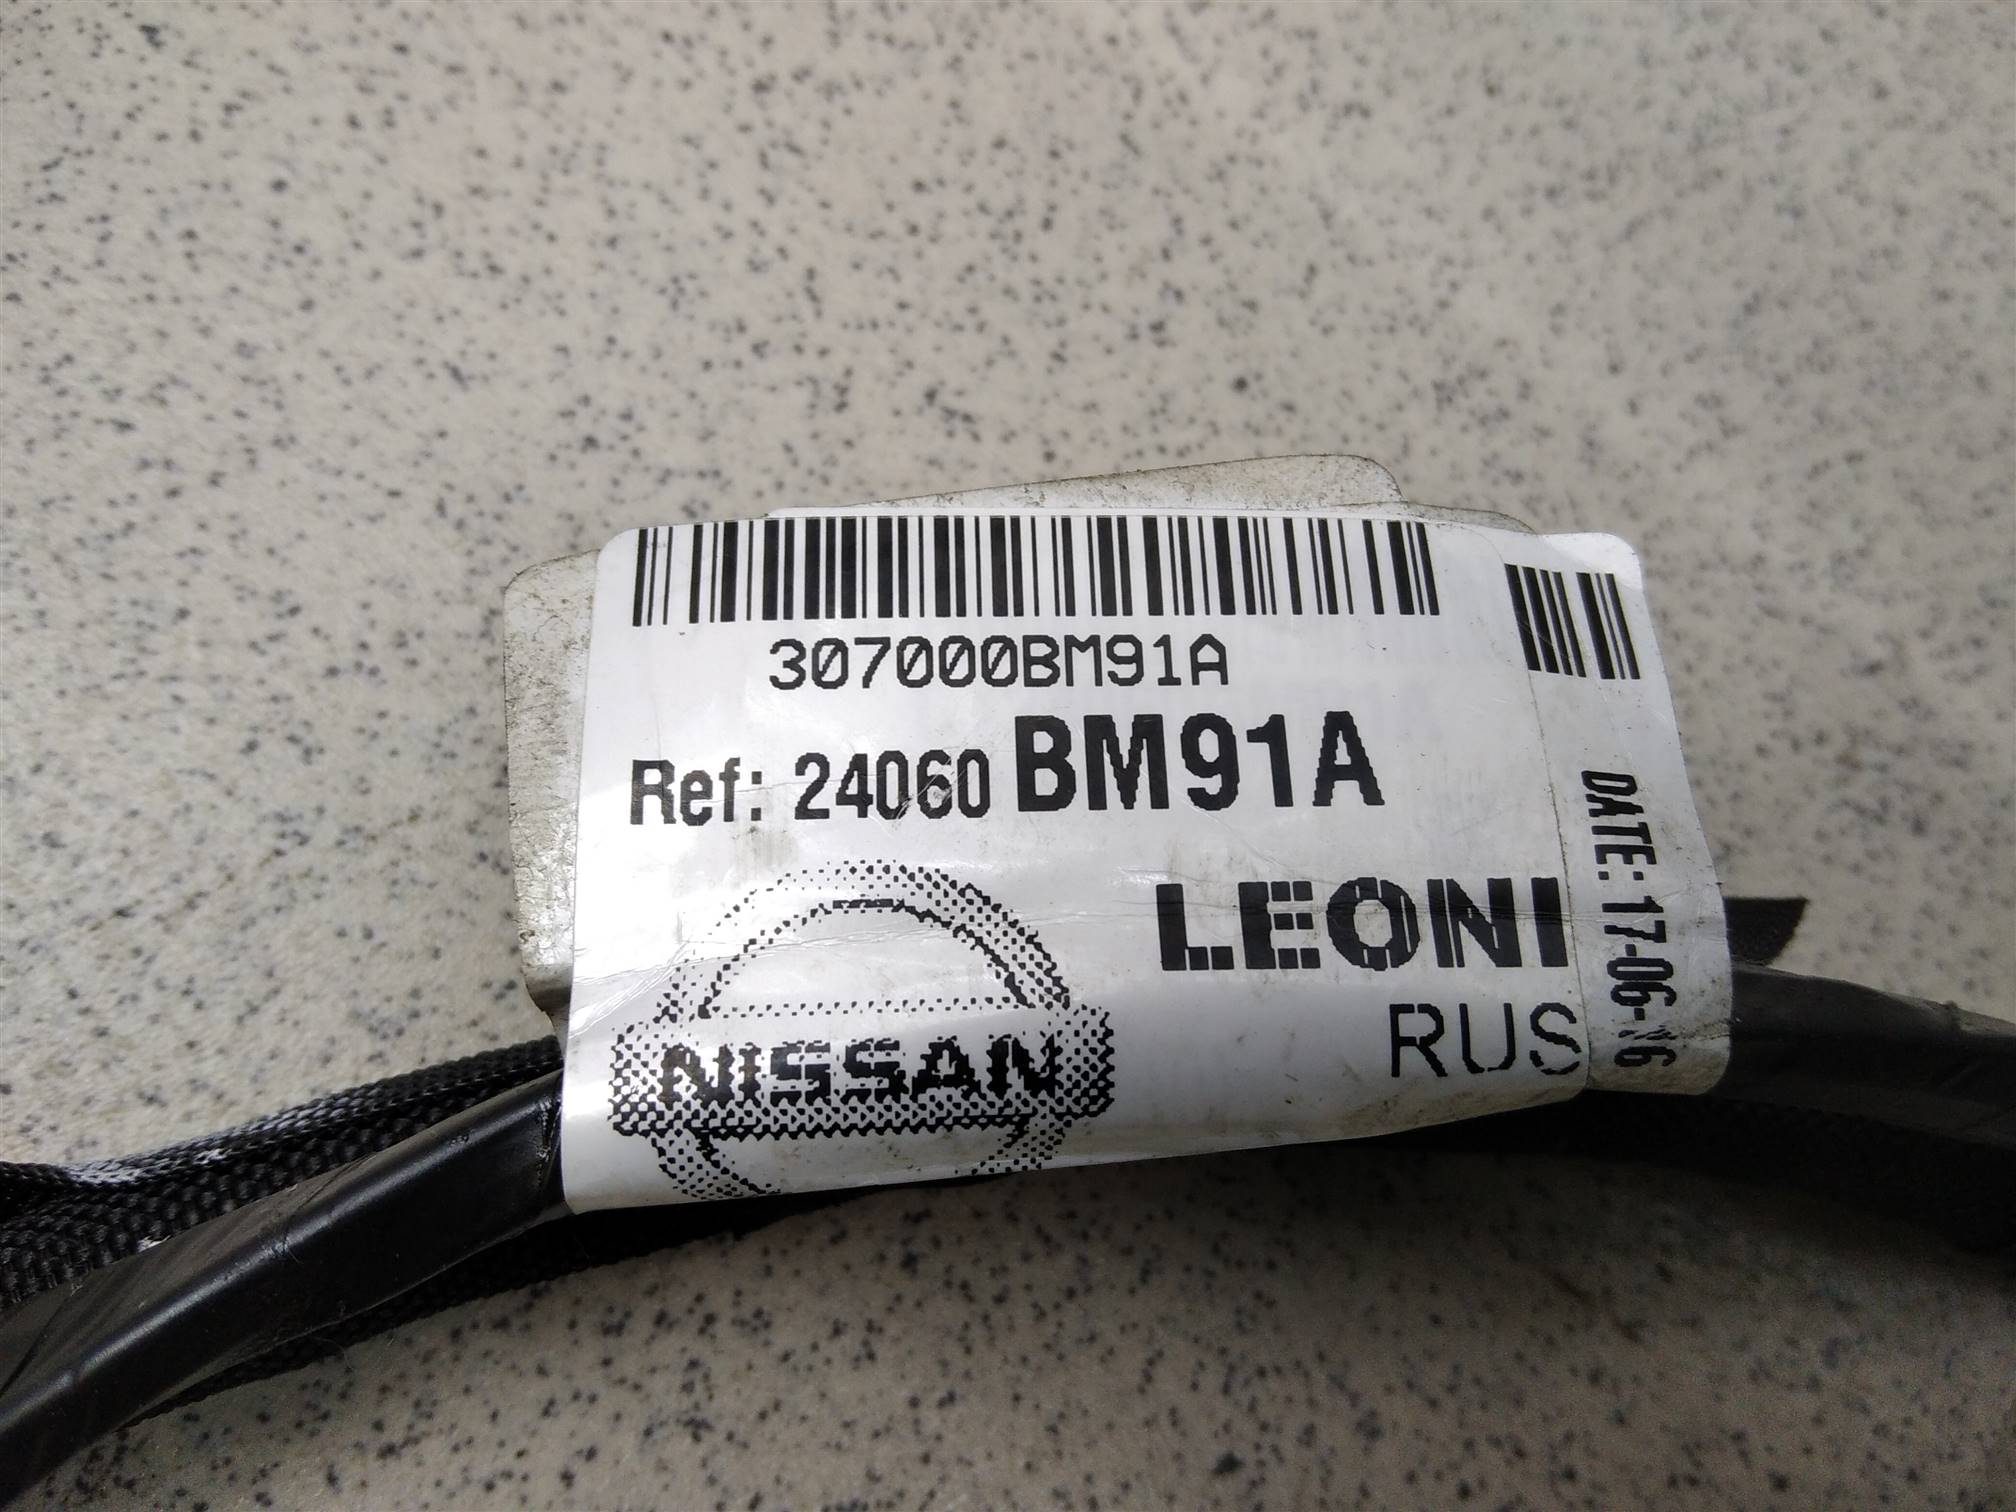 307000BM91A
Ref: 24060 BM91A
LEONI
RUS
NISSAN
DATE: 17-06-